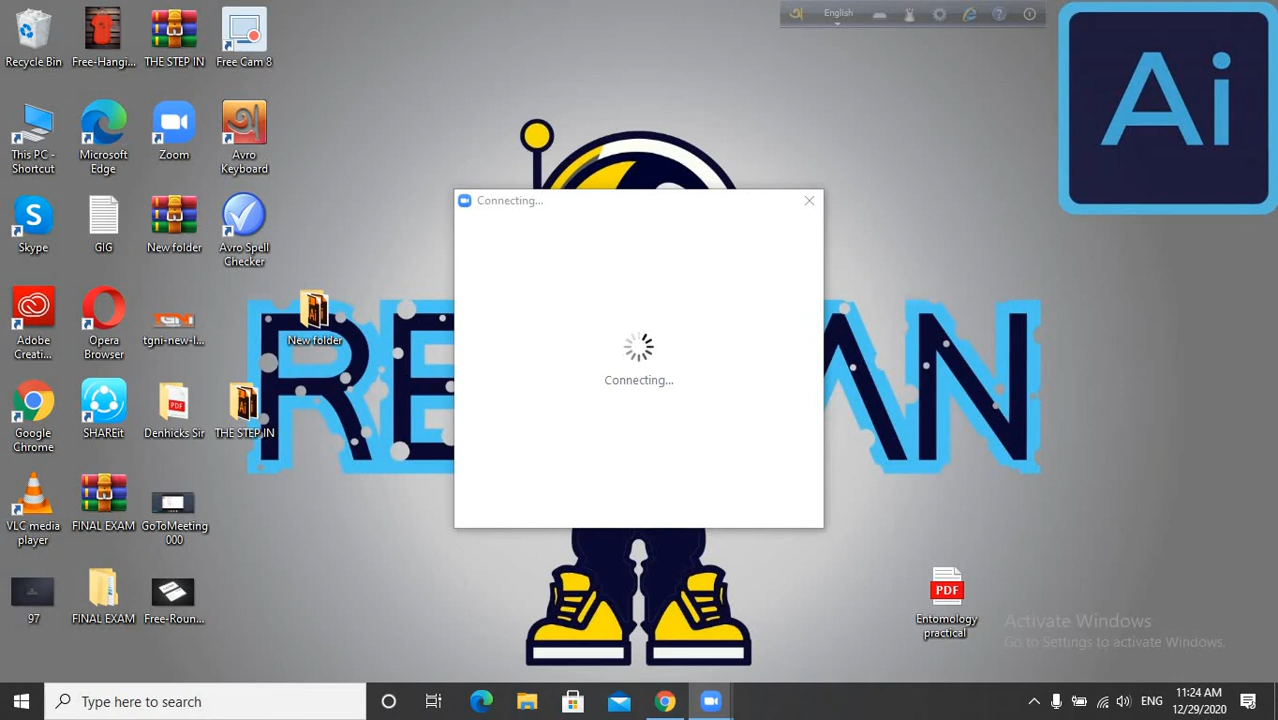 English
Recycle Bin
Free-Hangi...
THE STEP IN
Free Cam 8
Ai
This PC -
Shortcut
Microsoft
Edge
Zoom
Avro
Keyboard
অ
Connecting...
Skype
GIG
New folder
Avro Spell
Checker
Adobe
Creati...
Opera
Browser
tgni-new-l...
New folder
Connecting...
Google
Chrome
SHAREit
Denhicks Sir
THE STEP IN
VLC media
player
FINAL EXAM
GoToMeeting
000
97
FINAL EXAM
Free-Roun...
PDF
Entomology
practical
Activate Windows
Go to Settings to activate Windows.
Type here to search
ENG
11:24 AM
12/29/2020